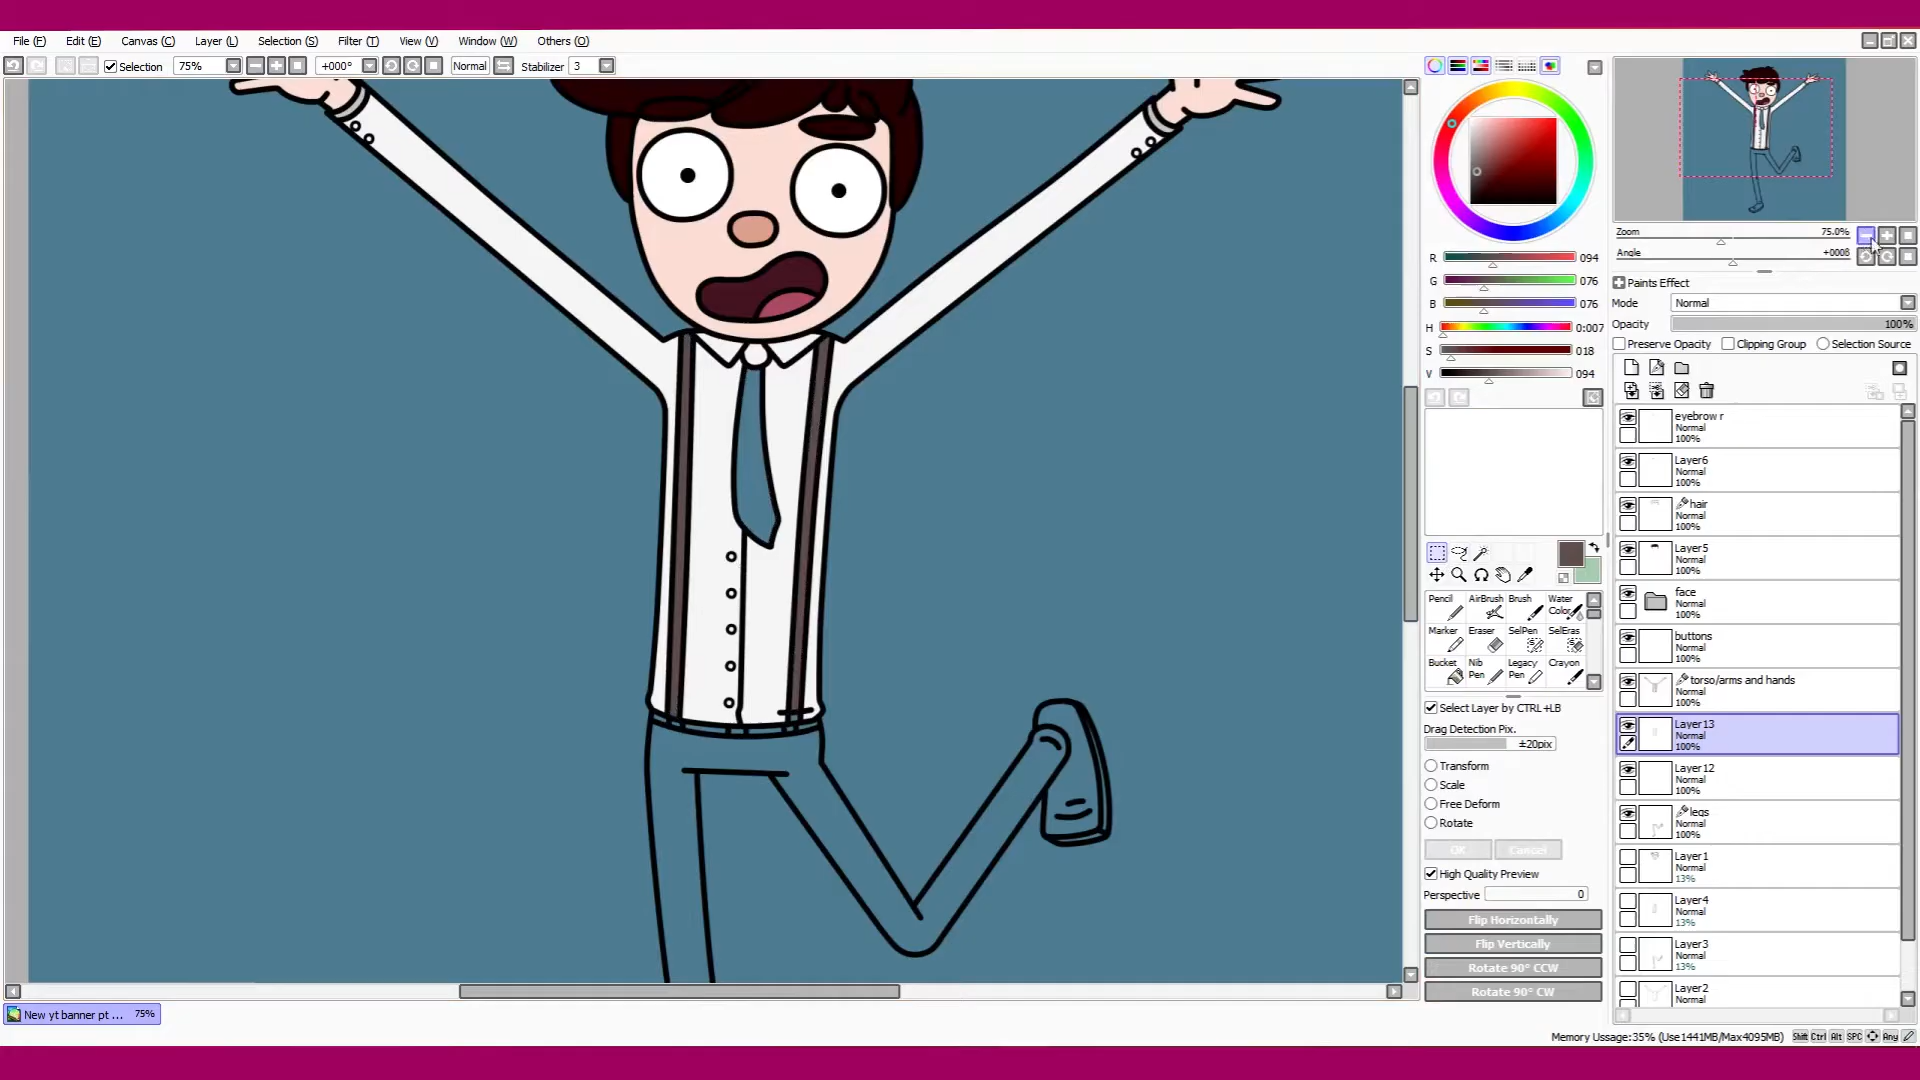 File (F) Edit (E) Canvas (C) Layer (L) Selection (S) Filter (T) View (V) Window (W) Others (O)
Selection 75% +000° Normal Stabilizer 3
Zoom 75.0%
Angle +000δ
Paints Effect
Mode Normal
Opacity 100%
Preserve Opacity Clipping Group Selection Source
R 094
G 076
B 076
H 0:007
S 018
V 094
eyebrow r
Normal
100%
Layer6
Normal
100%
hair
Normal
100%
Layer5
Normal
100%
face
Normal
100%
buttons
Normal
100%
torso/arms and hands
Normal
100%
Layer13
Normal
100%
Layer12
Normal
100%
legs
Normal
100%
Layer1
Normal
13%
Layer4
Normal
13%
Layer3
Normal
13%
Layer2
Normal
Pencil AirBrush Brush Water Color
Marker Eraser SelPen SelEras
Bucket Nib Pen Legacy Pen Crayon
Select Layer by CTRL+LB
Drag Detection Pix.
±20pix
Transform
Scale
Free Deform
Rotate
OK Cancel
High Quality Preview
Perspective 0
Flip Horizontally
Flip Vertically
Rotate 90° CCW
Rotate 90° CW
New yt banner pt ... 75%
Memory Ussage:35% (Use1441MB/Max4095MB) Shift Ctrl Alt SPC Any